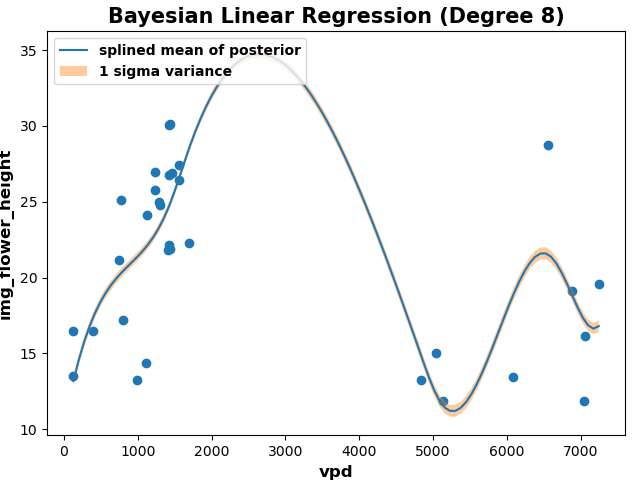 Bayesian Linear Regression (Degree 8)
splined mean of posterior
1 sigma variance
img_flower_height
35
30
25
20
15
10
0 1000 2000 3000 4000 5000 6000 7000
vpd